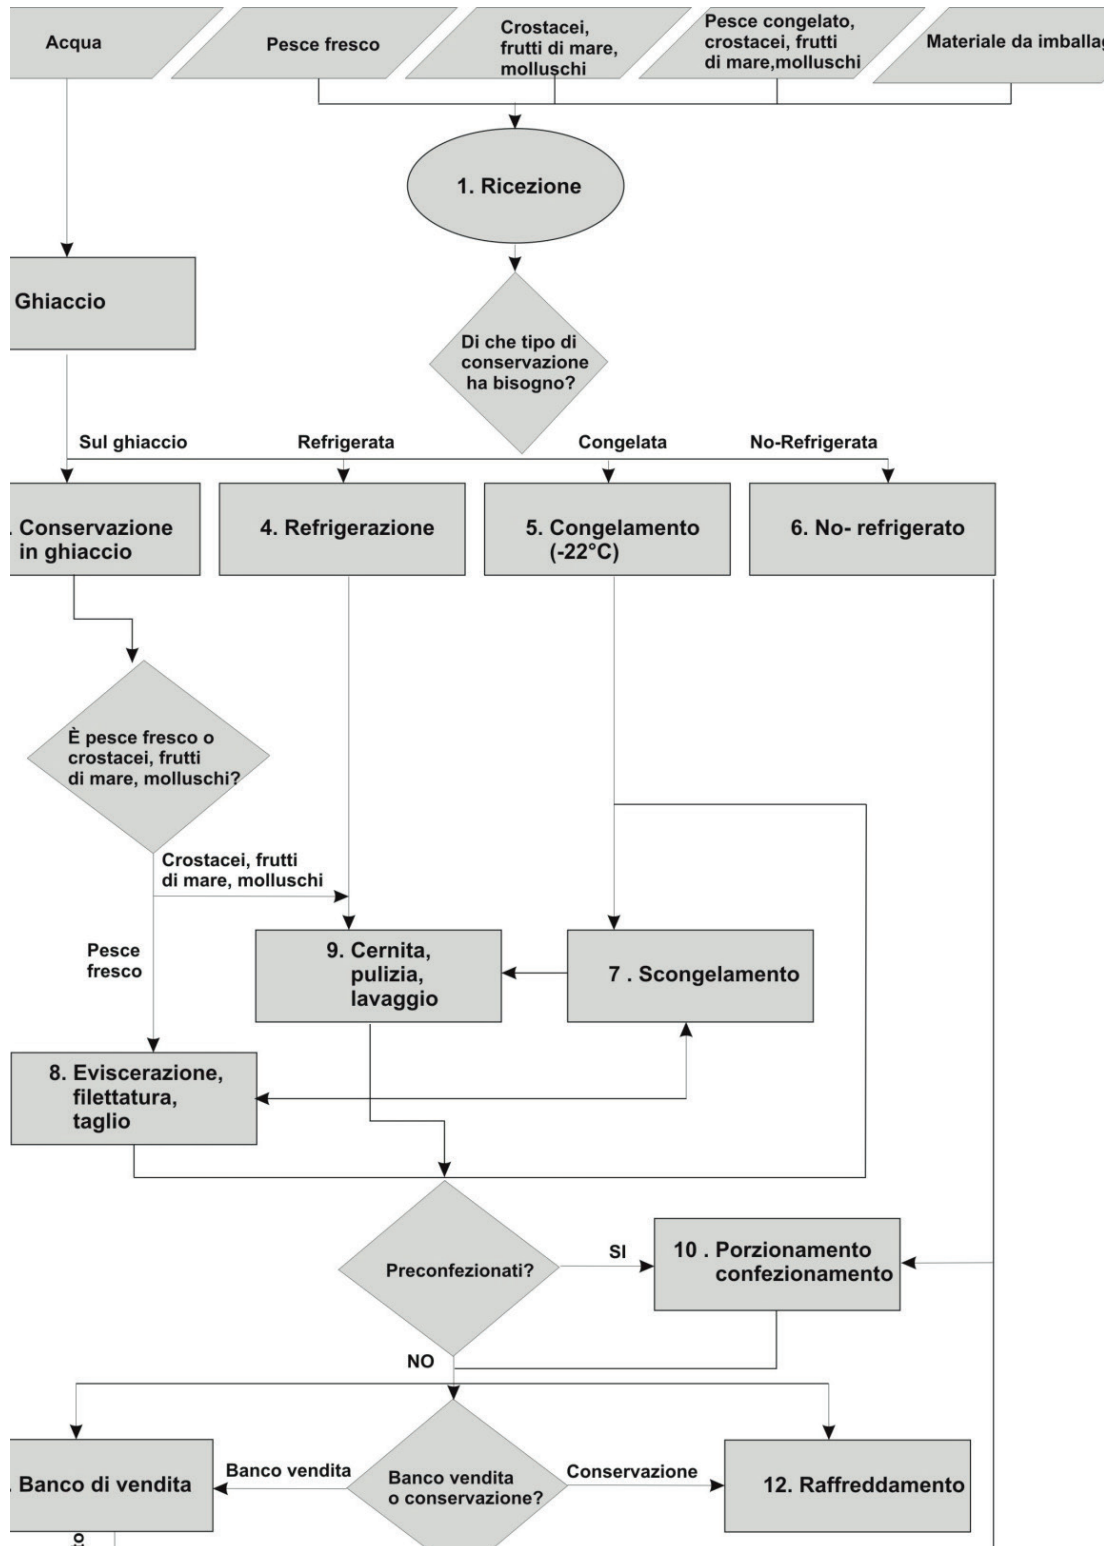 Acqua
Pesce fresco
Crostacei,
frutti di mare,
molluschi
Pesce congelato,
crostacei, frutti
di mare,molluschi
Materiale da imballag
1. Ricezione
Ghiaccio
Di che tipo di
conservazione
ha bisogno?
Sul ghiaccio
Refrigerata
Congelata
No-Refrigerata
. Conservazione
in ghiaccio
4. Refrigerazione
5. Congelamento
(-22°C)
6. No- refrigerato
È pesce fresco o
crostacei, frutti
di mare, molluschi?
Crostacei, frutti
di mare, molluschi
Pesce
fresco
9. Cernita,
pulizia,
lavaggio
7 . Scongelamento
8. Eviscerazione,
filettatura,
taglio
Preconfezionati?
SI
10 . Porzionamento
confezionamento
NO
. Banco di vendita
Banco vendita
Banco vendita
o conservazione?
Conservazione
12. Raffreddamento